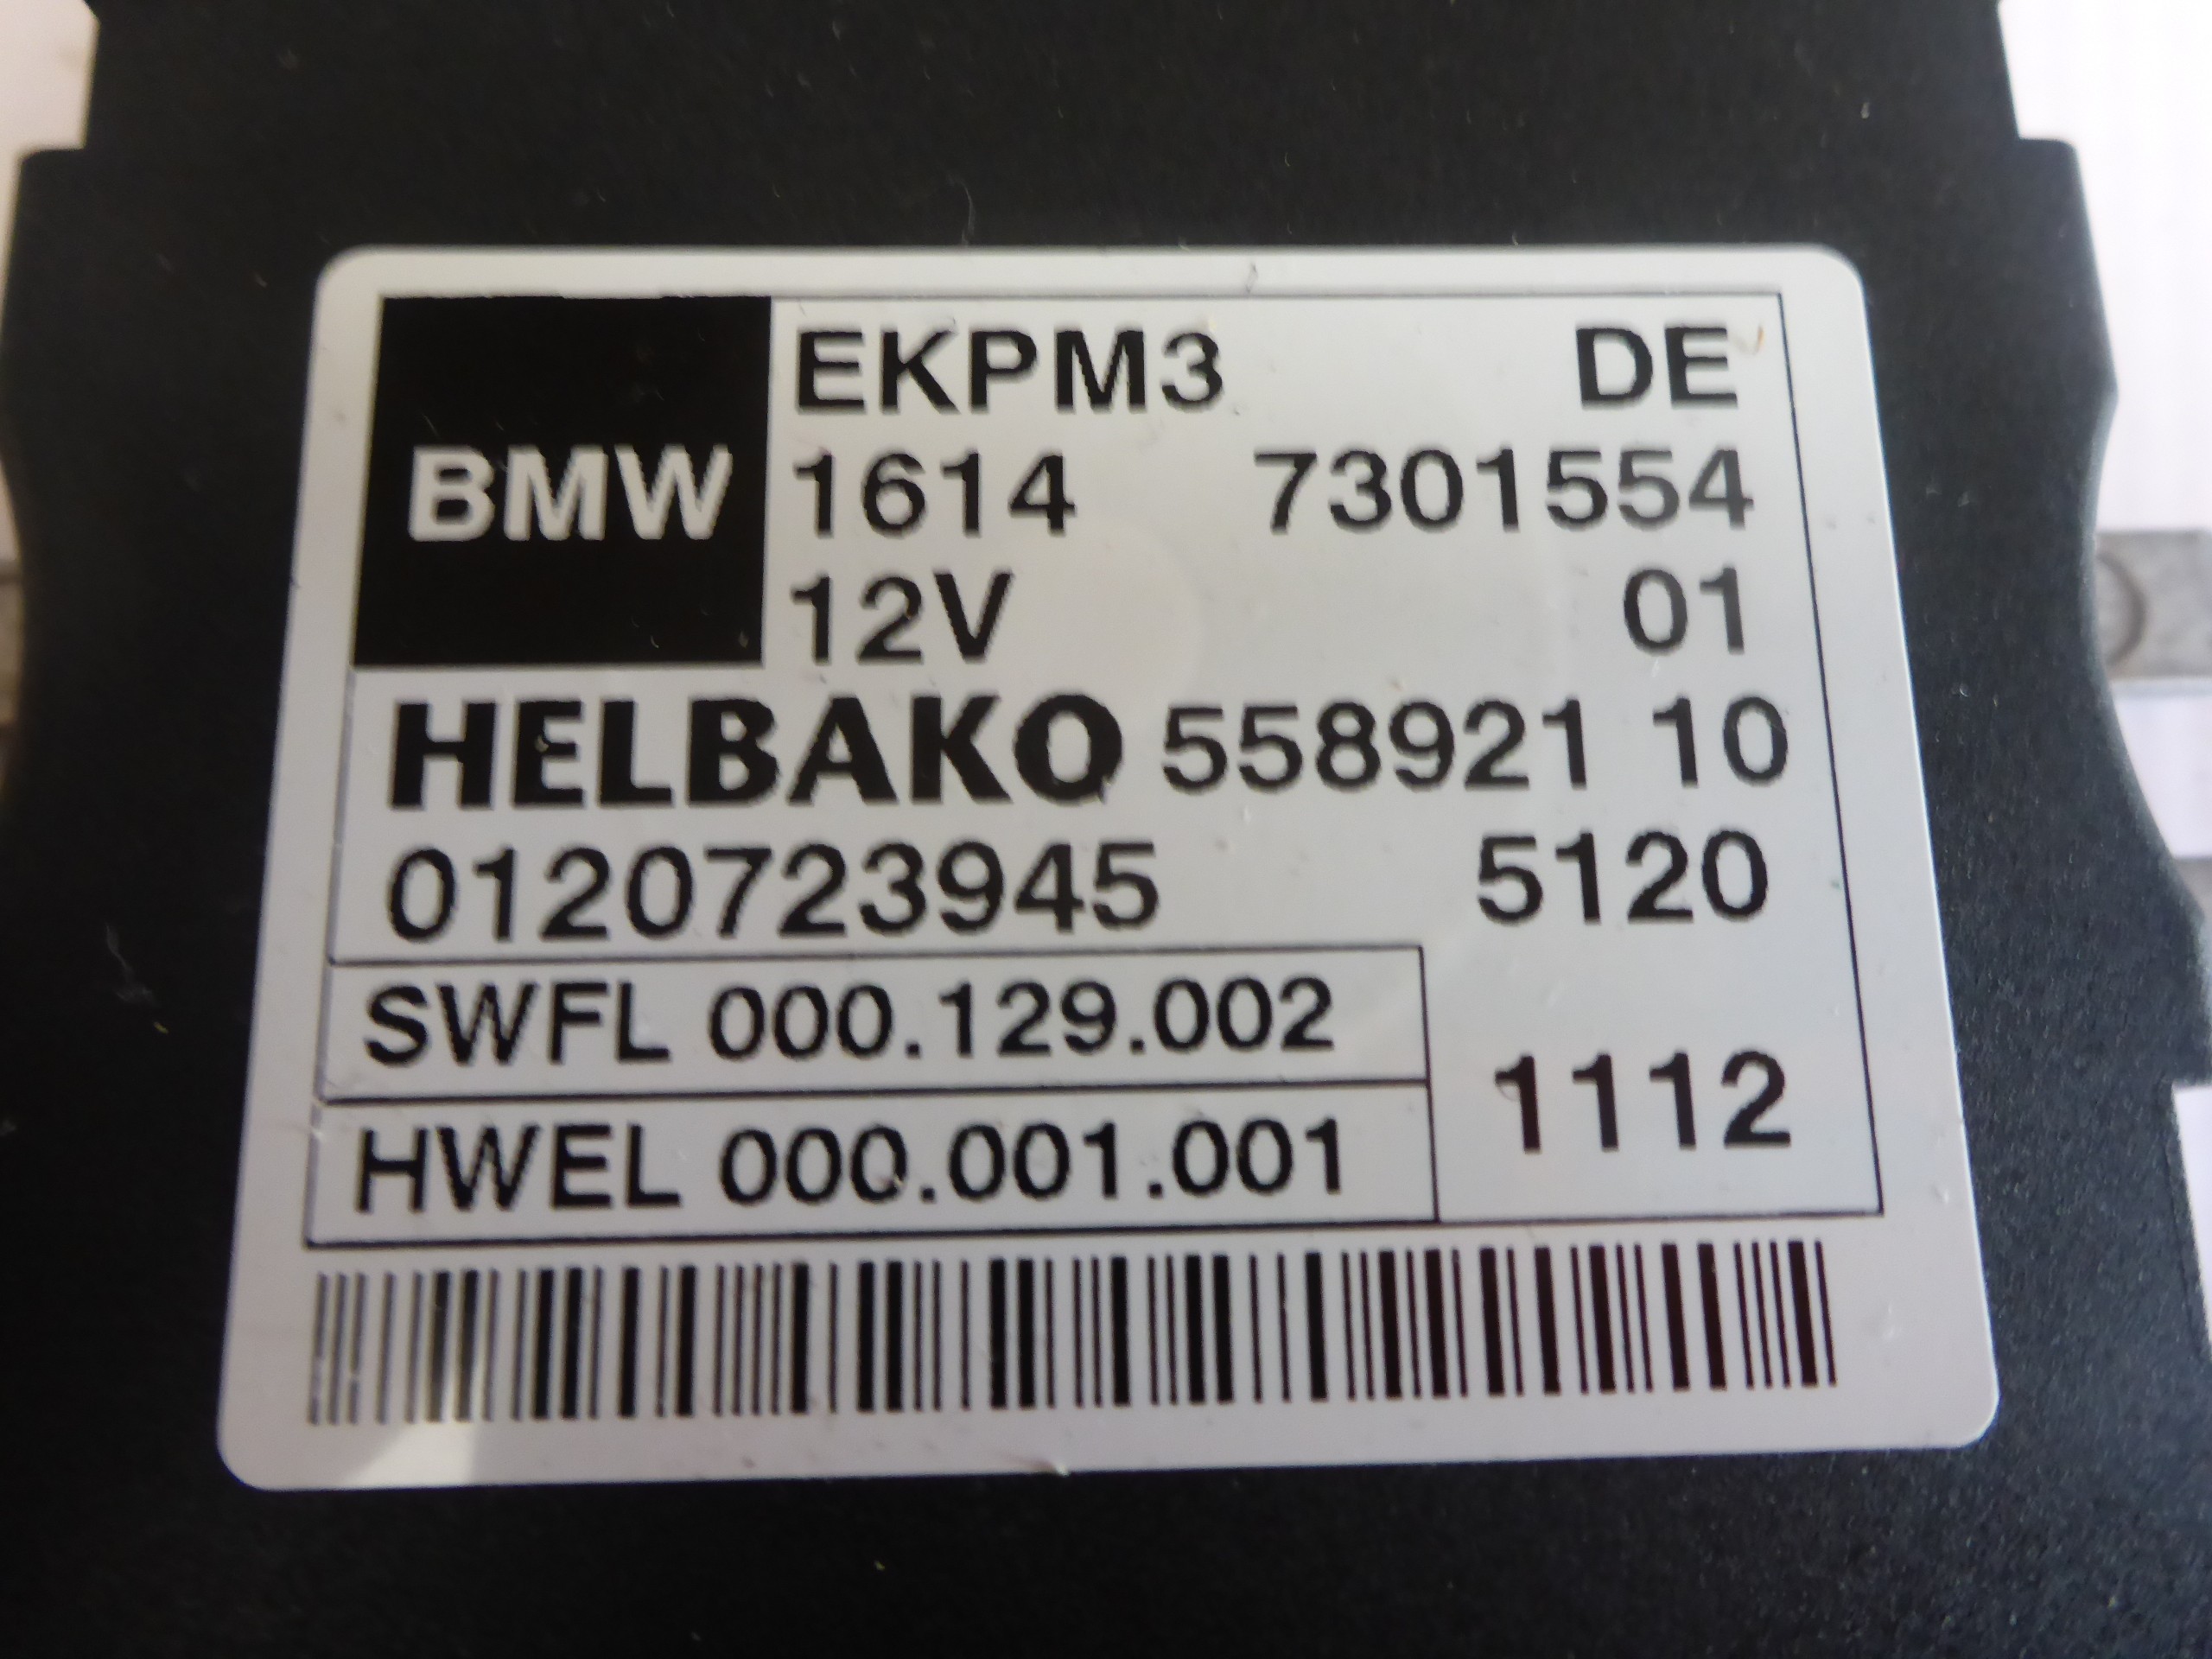 BMW
EKPM3 DE
1614 7301554
12V 01
HELBAKO 558921 10
0120723945 5120
SWFL 000.129.002
HWEL 000.001.001
1112